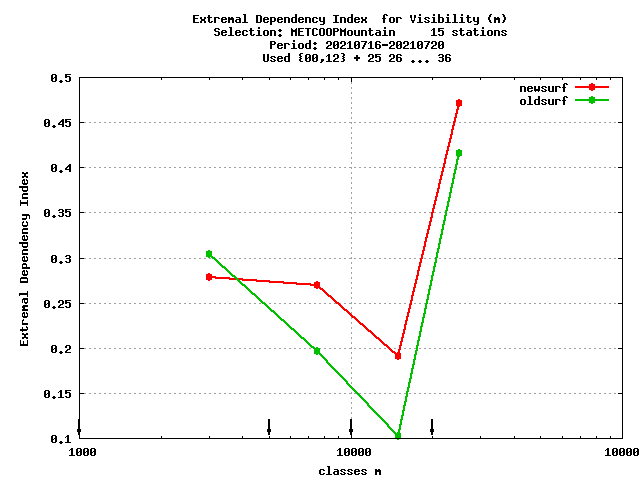 Extremal Dependency Index  for Visibility (m)
Selection: METCOOPMountain     15 stations
Period: 20210716-20210720
Used {00,12} + 25 26 ... 36
newsurf
oldsurf
Extremal Dependency Index
0.5
0.45
0.4
0.35
0.3
0.25
0.2
0.15
0.1
1000 10000 10000
classes m